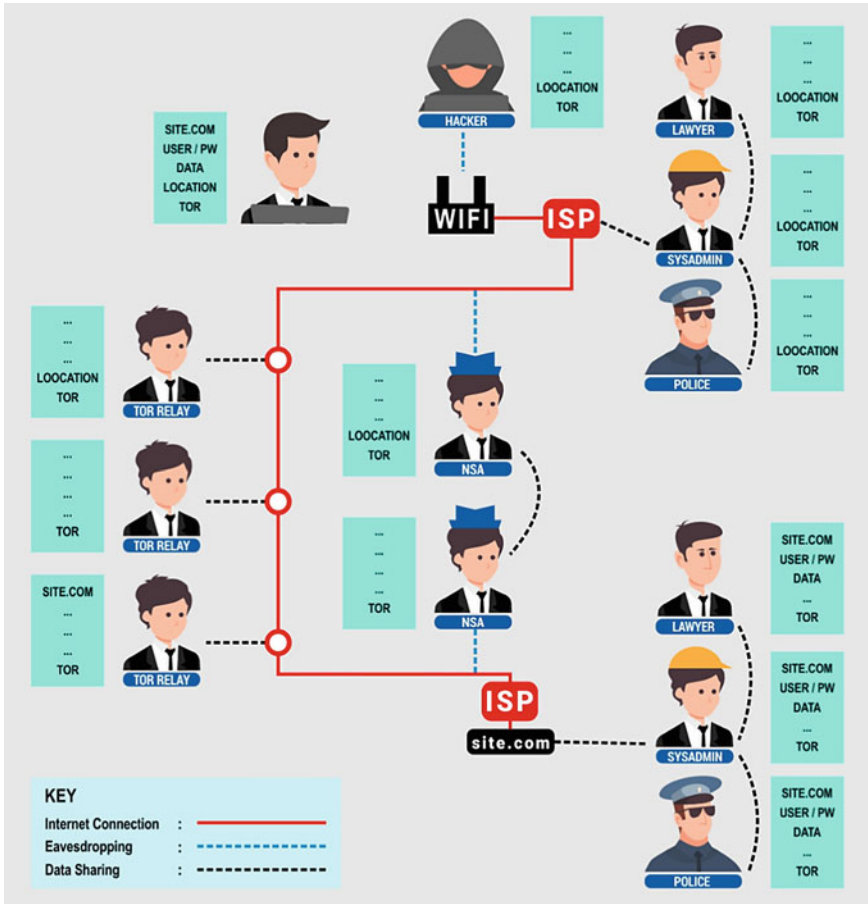 ...
...
...
LOOCATION
TOR
HACKER
...
...
...
LOOCATION
TOR
LAWYER
SITE.COM
USER / PW
DATA
LOCATION
TOR
WIFI
ISP
...
...
...
LOOCATION
TOR
SYSADMIN
...
...
...
LOOCATION
TOR
POLICE
...
...
...
LOOCATION
TOR
TOR RELAY
...
...
...
LOOCATION
TOR
NSA
...
...
...
...
TOR
TOR RELAY
...
...
...
...
TOR
NSA
SITE.COM
...
...
...
TOR
TOR RELAY
SITE.COM
USER / PW
DATA
...
TOR
LAWYER
ISP
site.com
SITE.COM
USER / PW
DATA
...
TOR
SYSADMIN
SITE.COM
USER / PW
DATA
...
TOR
POLICE
KEY
Internet Connection :
Eavesdropping :
Data Sharing :